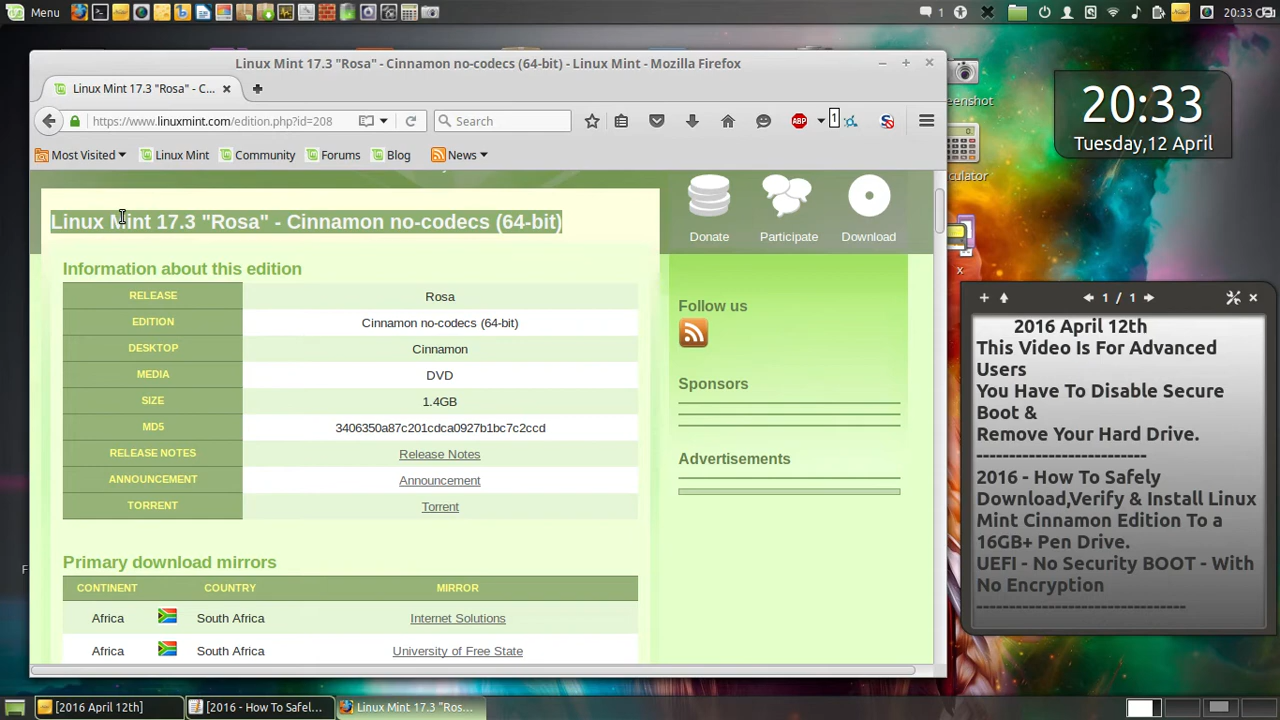 Menu
1
20:33
Linux Mint 17.3 "Rosa" - Cinnamon no-codecs (64-bit) - Linux Mint - Mozilla Firefox
Linux Mint 17.3 "Rosa" - C...
https://www.linuxmint.com/edition.php?id=208
Search
ABP
1
Most Visited
Linux Mint
Community
Forums
Blog
News
Linux Mint 17.3 "Rosa" - Cinnamon no-codecs (64-bit)
Donate
Participate
Download
Information about this edition
RELEASE Rosa
EDITION Cinnamon no-codecs (64-bit)
DESKTOP Cinnamon
MEDIA DVD
SIZE 1.4GB
MD5 3406350a87c201cdca0927b1bc7c2ccd
RELEASE NOTES Release Notes
ANNOUNCEMENT Announcement
TORRENT Torrent
Primary download mirrors
CONTINENT COUNTRY MIRROR
Africa South Africa Internet Solutions
Africa South Africa University of Free State
Follow us
Sponsors
Advertisements
eenshot
culator
x
20:33
Tuesday,12 April
1 / 1
2016 April 12th
This Video Is For Advanced
Users
You Have To Disable Secure
Boot &
Remove Your Hard Drive.
--------------------------
2016 - How To Safely
Download,Verify & Install Linux
Mint Cinnamon Edition To a
16GB+ Pen Drive.
UEFI - No Security BOOT - With
No Encryption
--------------------------------
[2016 April 12th]
[2016 - How To Safel...
Linux Mint 17.3 "Ros...